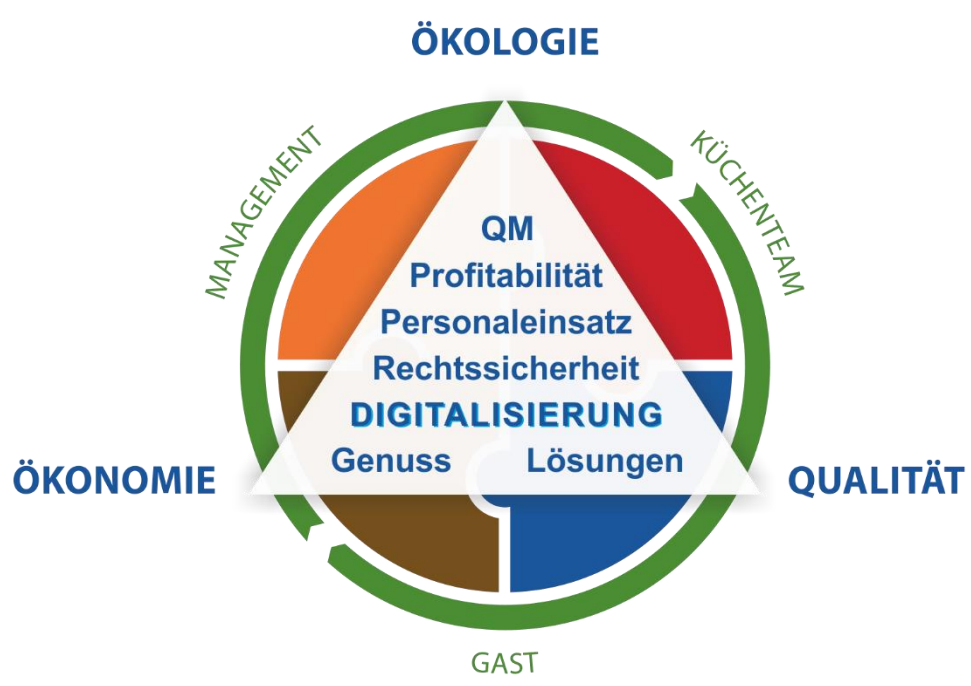 ÖKOLOGIE
MANAGEMENT
KÜCHENTEAM
QM
Profitabilität
Personaleinsatz
Rechtssicherheit
DIGITALISIERUNG
Genuss Lösungen
ÖKONOMIE
QUALITÄT
GAST